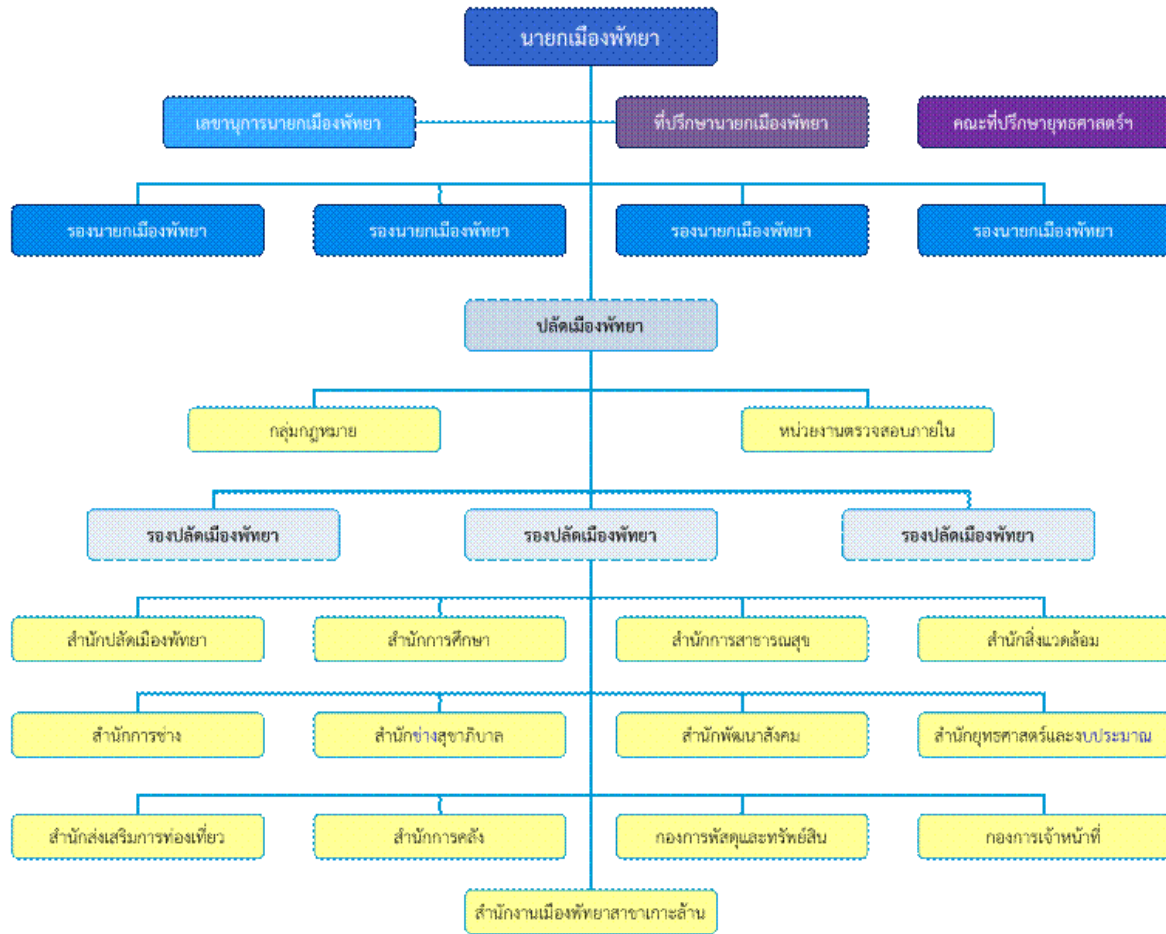 นายกเมืองพัทยา
เลขานุการนายกเมืองพัทยา
ที่ปรึกษานายกเมืองพัทยา
คณะที่ปรึกษายุทธศาสตร์ฯ
รองนายกเมืองพัทยา
รองนายกเมืองพัทยา
รองนายกเมืองพัทยา
รองนายกเมืองพัทยา
ปลัดเมืองพัทยา
กลุ่มกฎหมาย
หน่วยงานตรวจสอบภายใน
รองปลัดเมืองพัทยา
รองปลัดเมืองพัทยา
รองปลัดเมืองพัทยา
สำนักปลัดเมืองพัทยา
สำนักการศึกษา
สำนักการสาธารณสุข
สำนักสิ่งแวดล้อม
สำนักการช่าง
สำนักช่างสุขาภิบาล
สำนักพัฒนาสังคม
สำนักยุทธศาสตร์และงบประมาณ
สำนักส่งเสริมการท่องเที่ยว
สำนักการคลัง
กองการพัสดุและทรัพย์สิน
กองการเจ้าหน้าที่
สำนักงานเมืองพัทยาสาขาเกาะล้าน